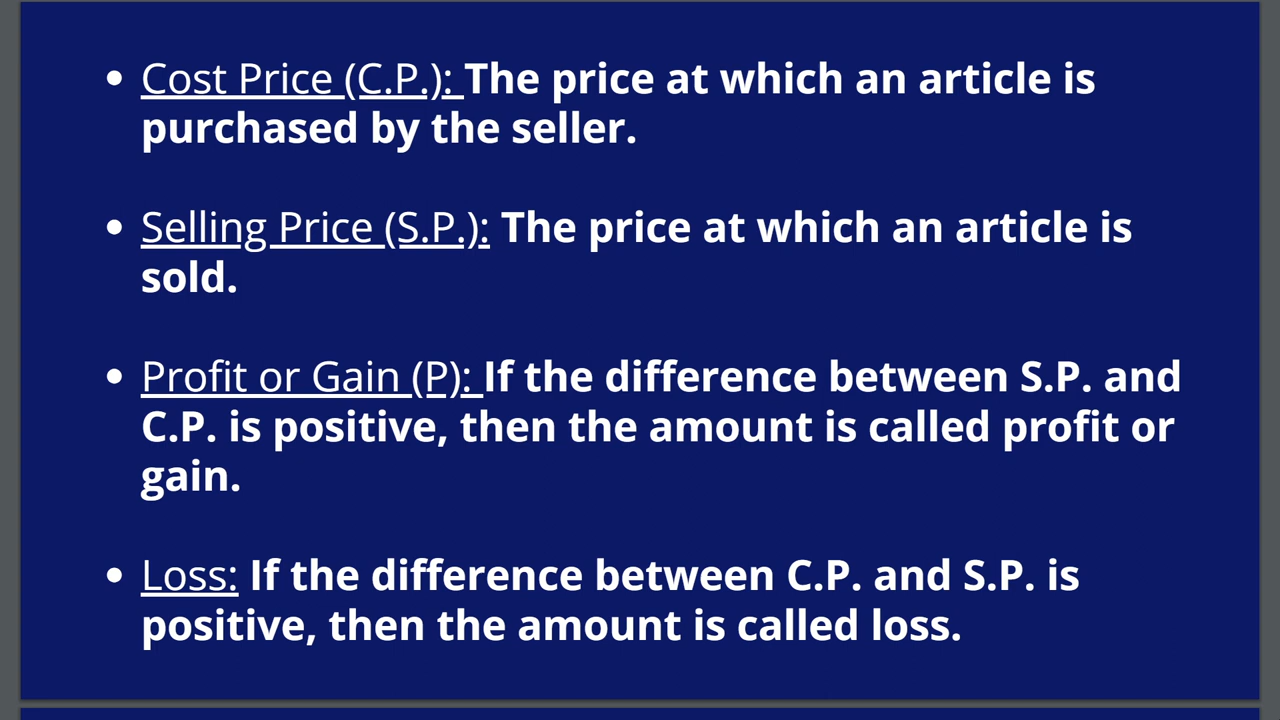 • Cost Price (C.P.): The price at which an article is
purchased by the seller.
• Selling Price (S.P.): The price at which an article is
sold.
• Profit or Gain (P): If the difference between S.P. and
C.P. is positive, then the amount is called profit or
gain.
• Loss: If the difference between C.P. and S.P. is
positive, then the amount is called loss.